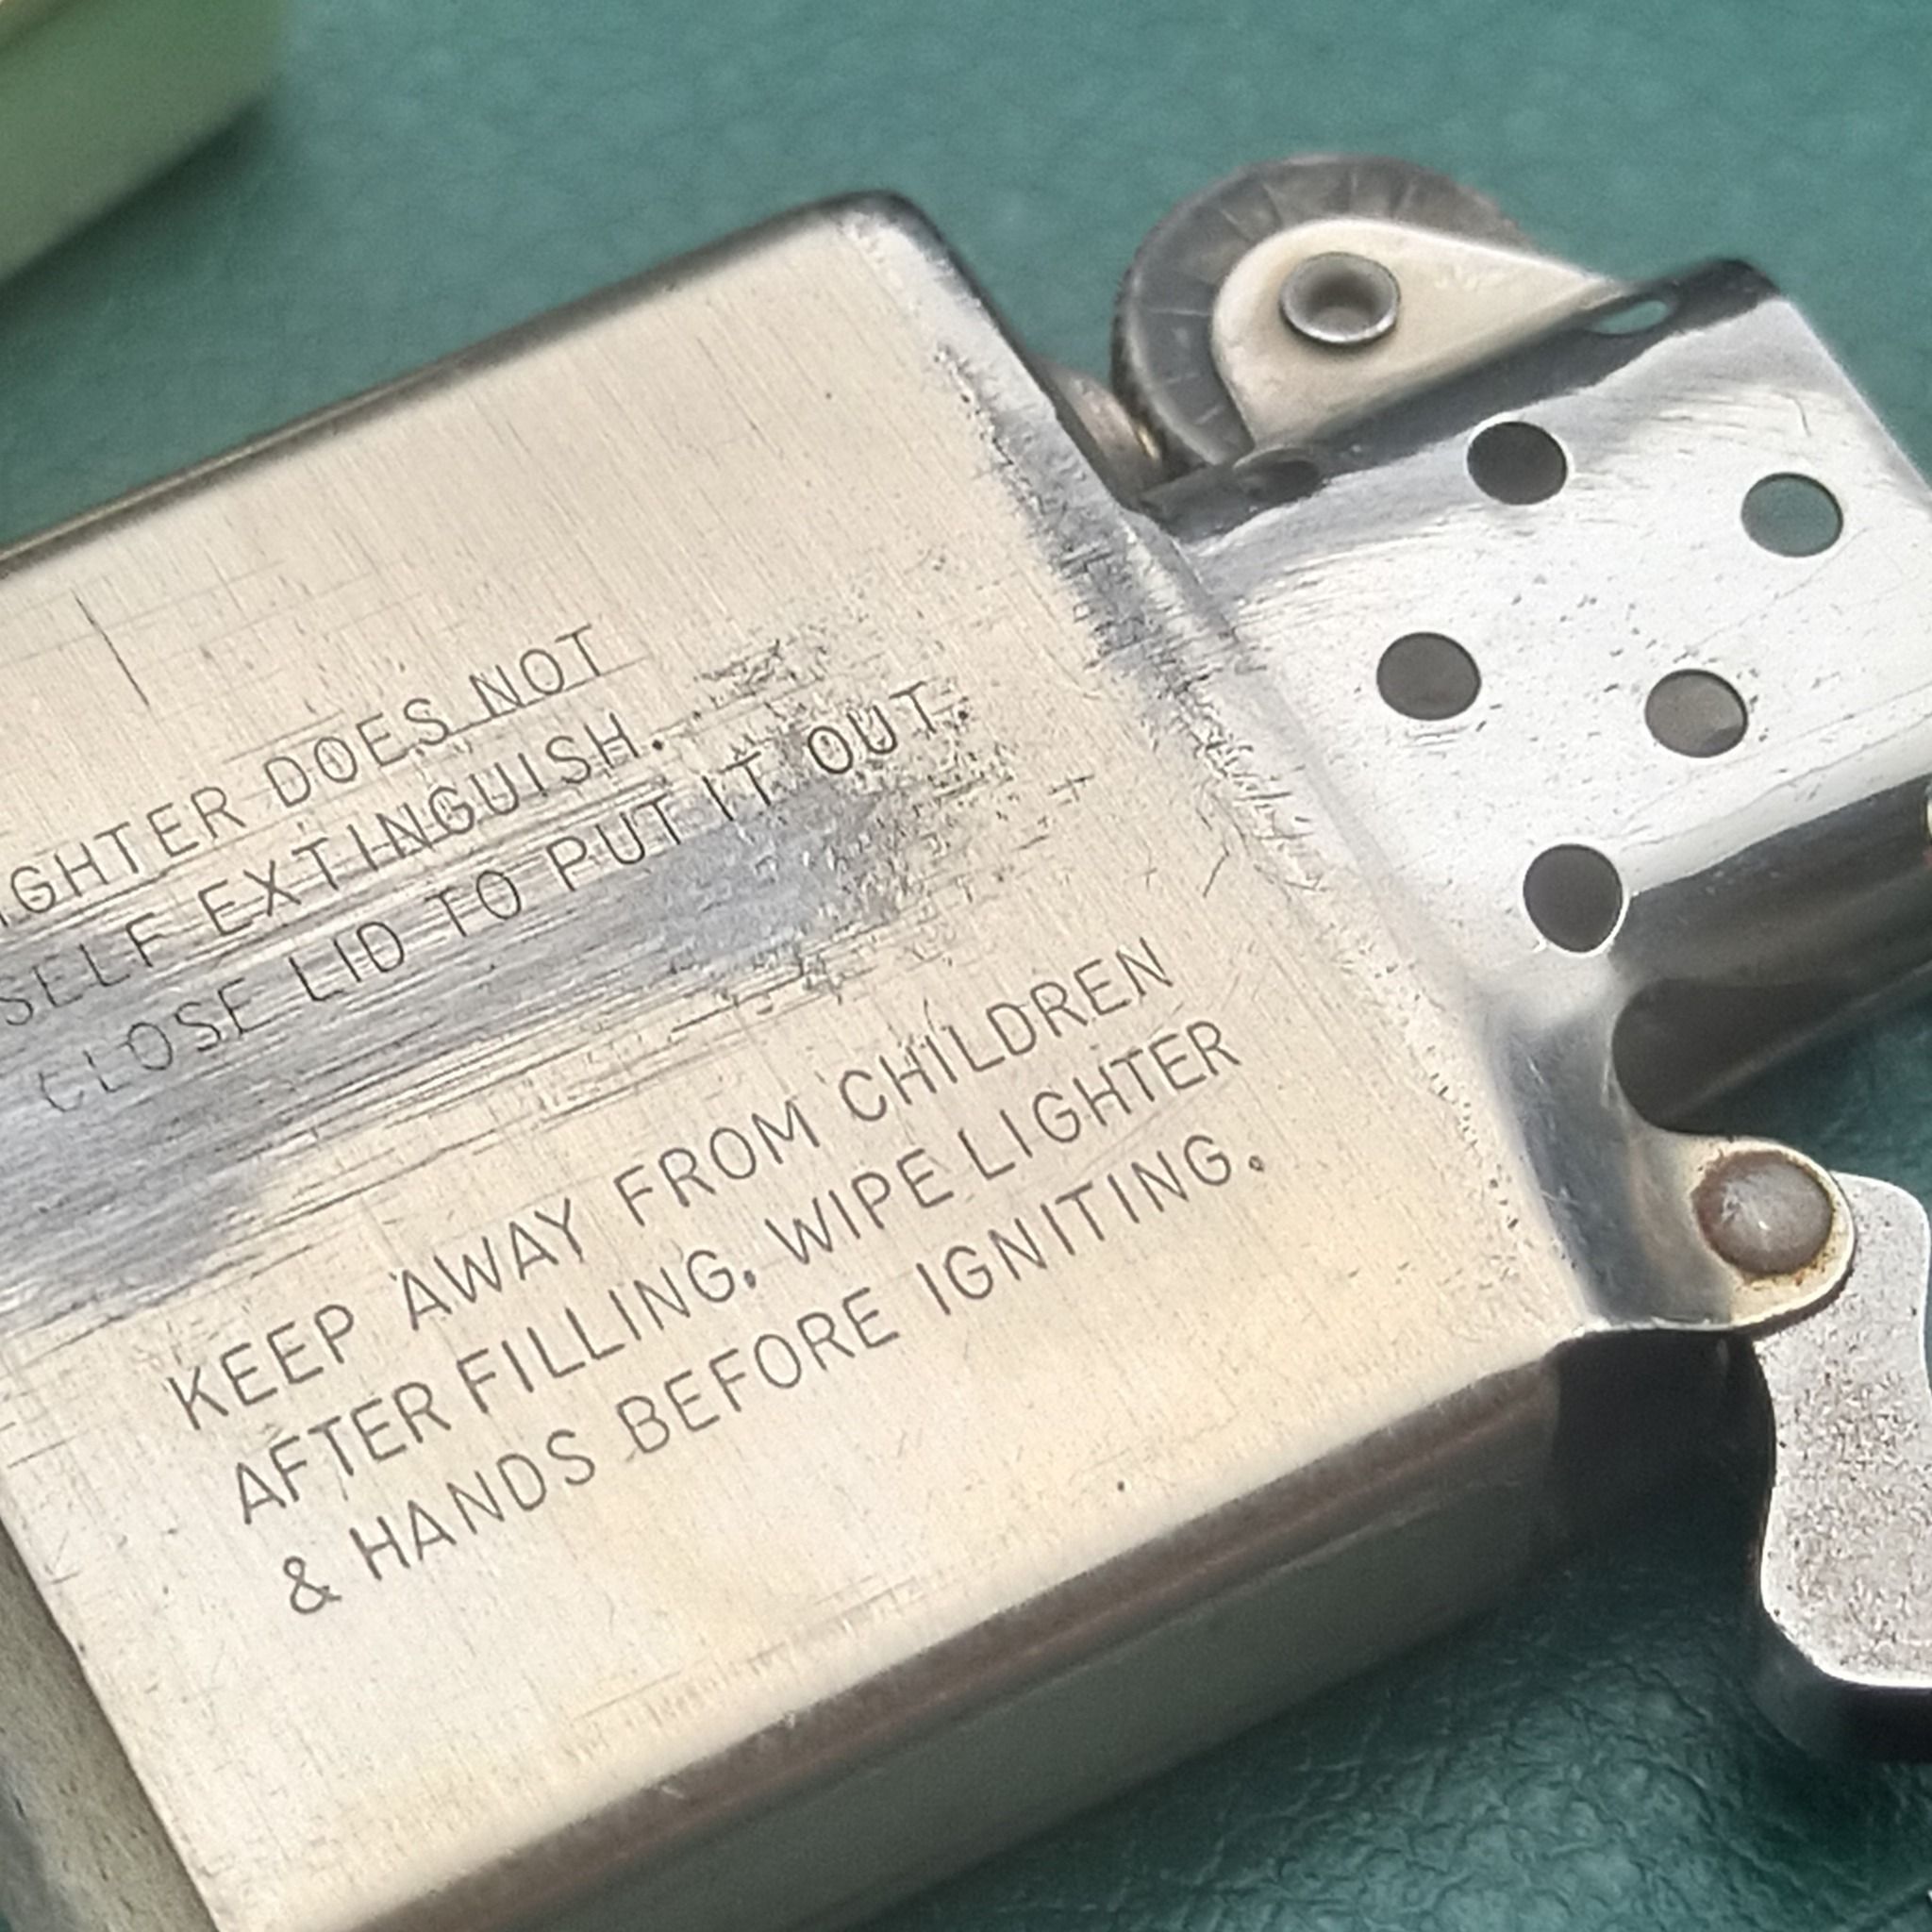 IGHTER DOES NOT
SELF EXTINGUISH.
CLOSE LID TO PUT IT OUT.
KEEP AWAY FROM CHILDREN
AFTER FILLING, WIPE LIGHTER
& HANDS BEFORE IGNITING.